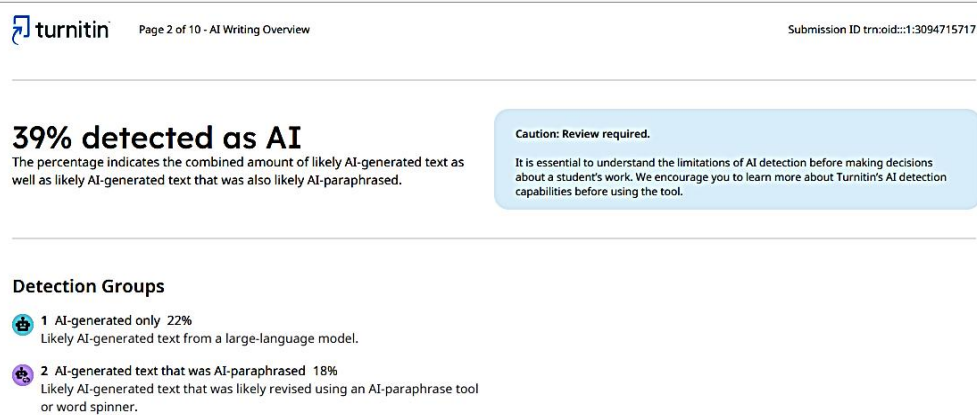 turnitin Page 2 of 10 - AI Writing Overview Submission ID trn:oid:::1:3094715717
39% detected as AI
The percentage indicates the combined amount of likely AI-generated text as
well as likely AI-generated text that was also likely AI-paraphrased.
Caution: Review required.
It is essential to understand the limitations of AI detection before making decisions
about a student's work. We encourage you to learn more about Turnitin's AI detection
capabilities before using the tool.
Detection Groups
1 AI-generated only 22%
Likely AI-generated text from a large-language model.
2 AI-generated text that was AI-paraphrased 18%
Likely AI-generated text that was likely revised using an AI-paraphrase tool
or word spinner.